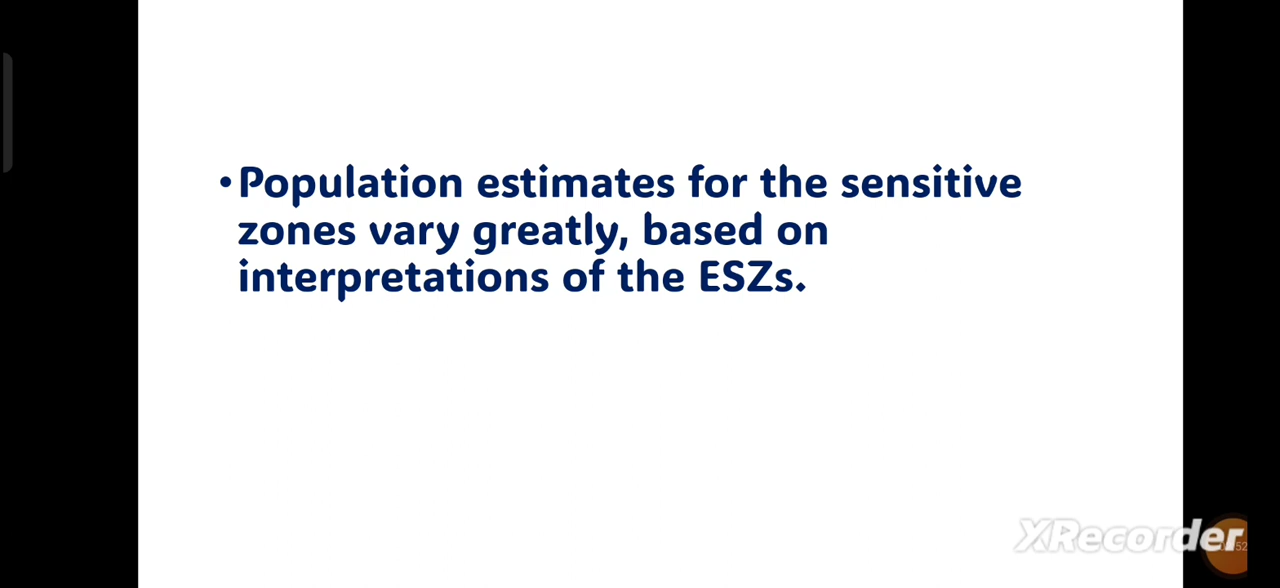 •Population estimates for the sensitive
zones vary greatly, based on
interpretations of the ESZs.
XRecorder